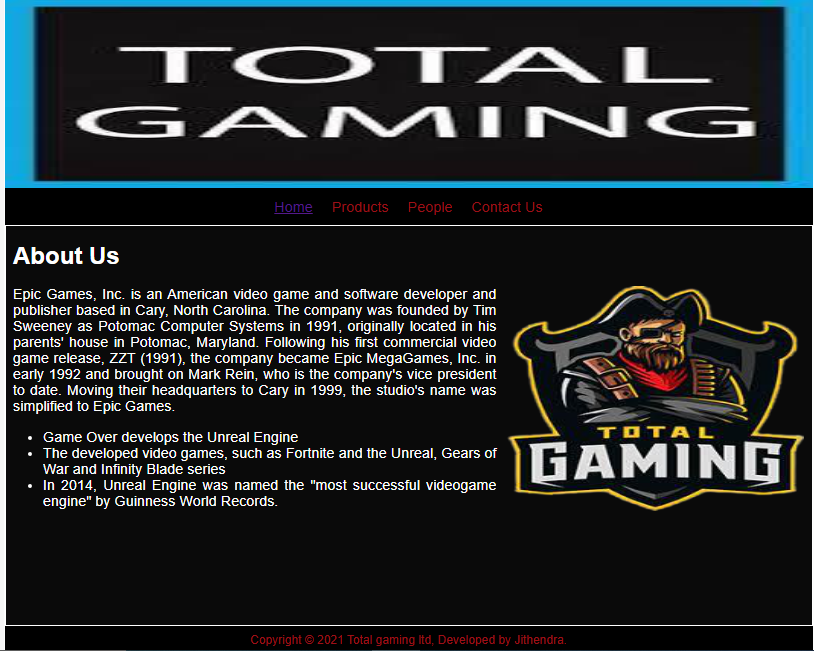 TOTAL
GAMING
Home Products People Contact Us
About Us
Epic Games, Inc. is an American video game and software developer and
publisher based in Cary, North Carolina. The company was founded by Tim
Sweeney as Potomac Computer Systems in 1991, originally located in his
parents' house in Potomac, Maryland. Following his first commercial video
game release, ZZT (1991), the company became Epic MegaGames, Inc. in
early 1992 and brought on Mark Rein, who is the company's vice president
to date. Moving their headquarters to Cary in 1999, the studio's name was
simplified to Epic Games.
• Game Over develops the Unreal Engine
• The developed video games, such as Fortnite and the Unreal, Gears of
War and Infinity Blade series
• In 2014, Unreal Engine was named the "most successful videogame
engine" by Guinness World Records.
TOTAL
GAMING
Copyright © 2021 Total gaming ltd, Developed by Jithendra.